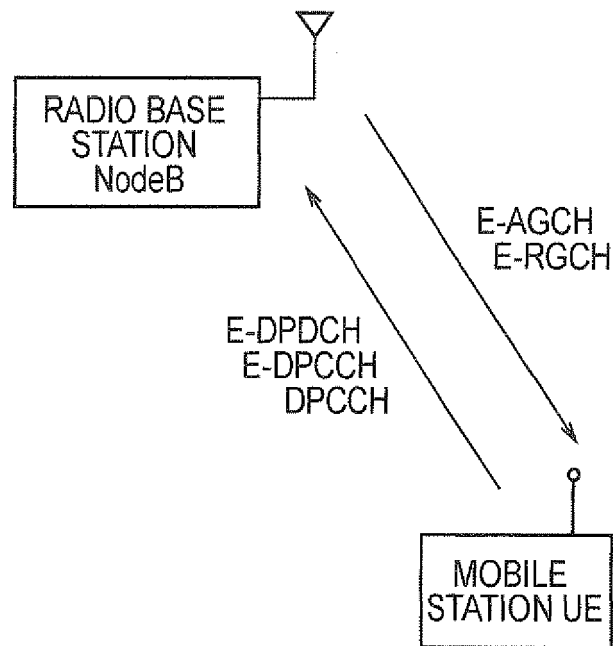 RADIO BASE
STATION
NodeB
E-AGCH
E-RGCH
E-DPDCH
E-DPCCH
DPCCH
MOBILE
STATION UE